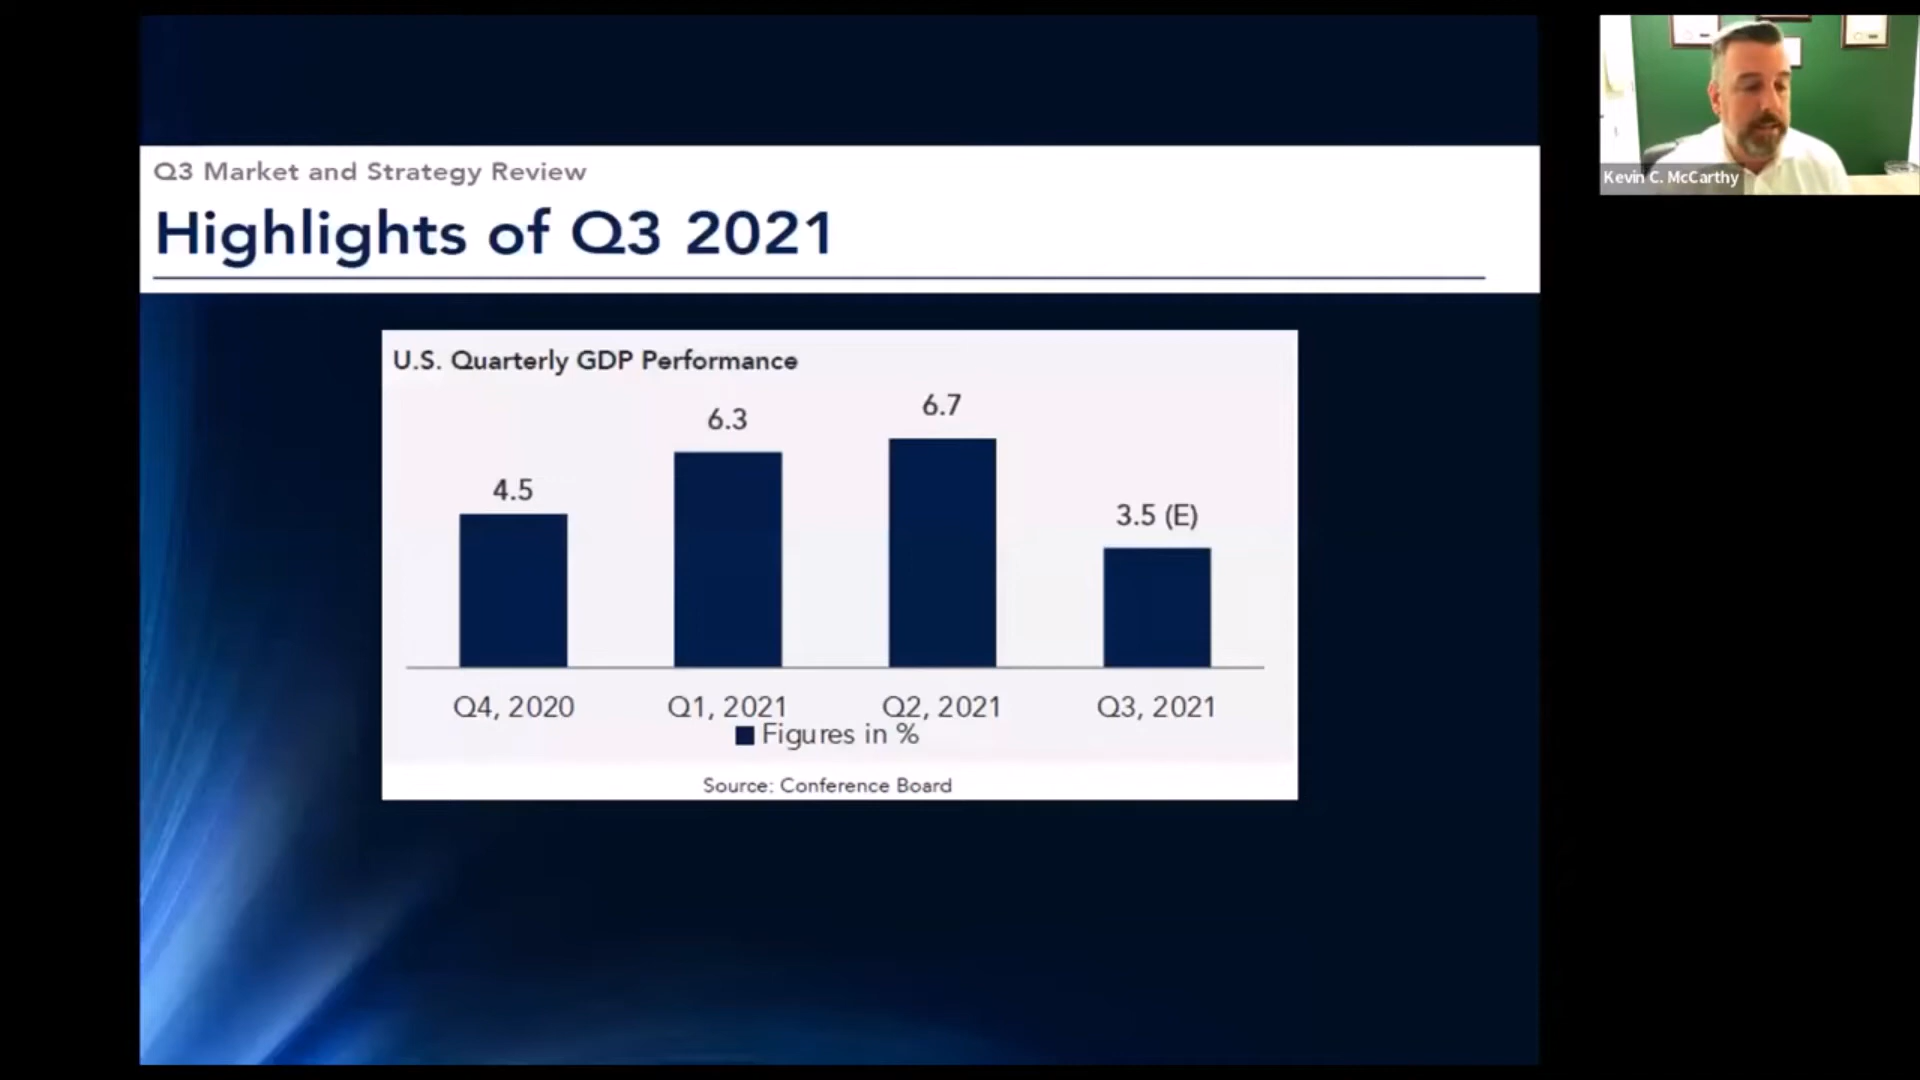 Q3 Market and Strategy Review
Highlights of Q3 2021
Kevin C. McCarthy
U.S. Quarterly GDP Performance
4.5
6.3
6.7
3.5 (E)
Q4, 2020
Q1, 2021
Q2, 2021
Q3, 2021
Figures in %
Source: Conference Board